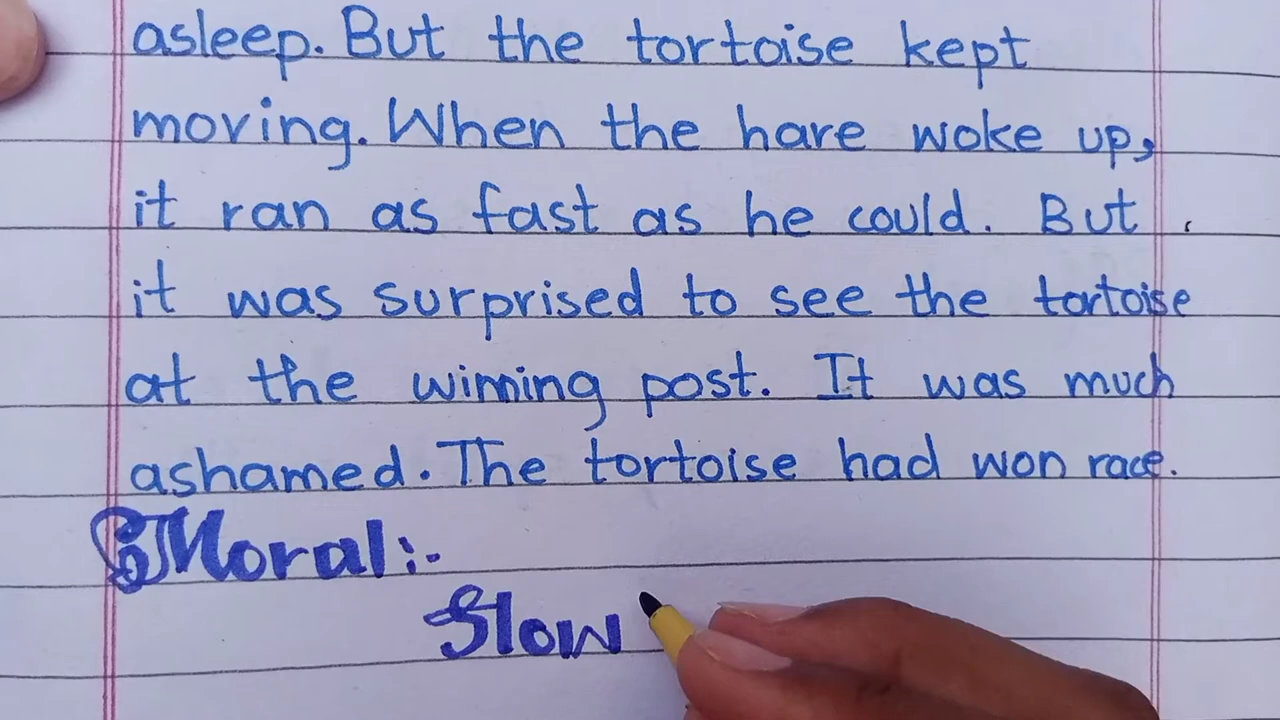 asleep. But the tortoise kept
moving. When the hare woke up,
it ran as fast as he could. But
it was surprised to see the tortoise
at the winning post. It was much
ashamed. The tortoise had won race.
Moral:-
Slow